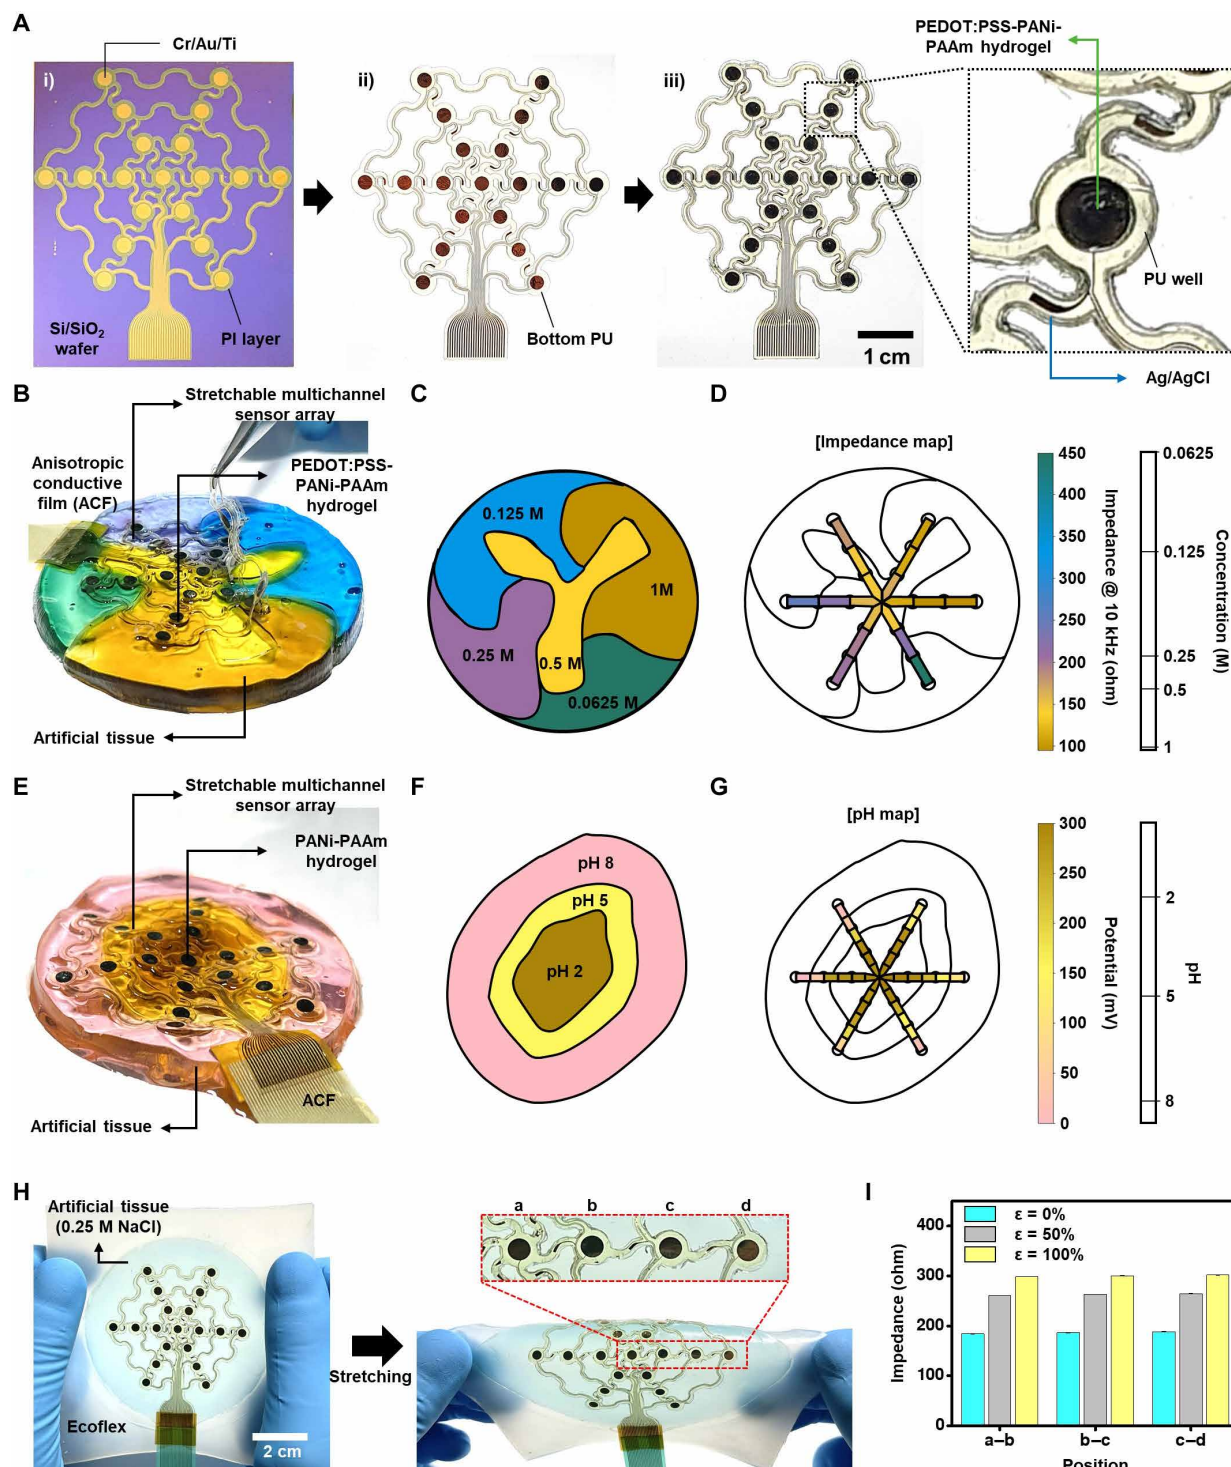 A
Cr/Au/Ti
i)
ii)
iii)
PEDOT:PSS-PANi-
PAAm hydrogel
Si/SiO2
wafer
PI layer
Bottom PU
1 cm
PU well
Ag/AgCl
B
Stretchable multichannel
sensor array
Anisotropic
conductive
film (ACF)
PEDOT:PSS-
PANi-PAAm
hydrogel
Artificial tissue
C
0.125 M
1M
0.25 M
0.5 M
0.0625 M
D
[Impedance map]
450
400
350
300
250
200
150
100
Impedance @ 10 kHz (ohm)
0.0625
0.125
0.25
0.5
1
Concentration (M)
E
Stretchable multichannel
sensor array
PANi-PAAm
hydrogel
ACF
Artificial tissue
F
pH 8
pH 5
pH 2
G
[pH map]
300
250
200
150
100
50
0
Potential (mV)
2
5
8
pH
H
Artificial tissue
(0.25 M NaCl)
Ecoflex
2 cm
Stretching
a b c d
I
ε = 0%
ε = 50%
ε = 100%
400
300
200
100
0
Impedance (ohm)
a–b b–c c–d
Position